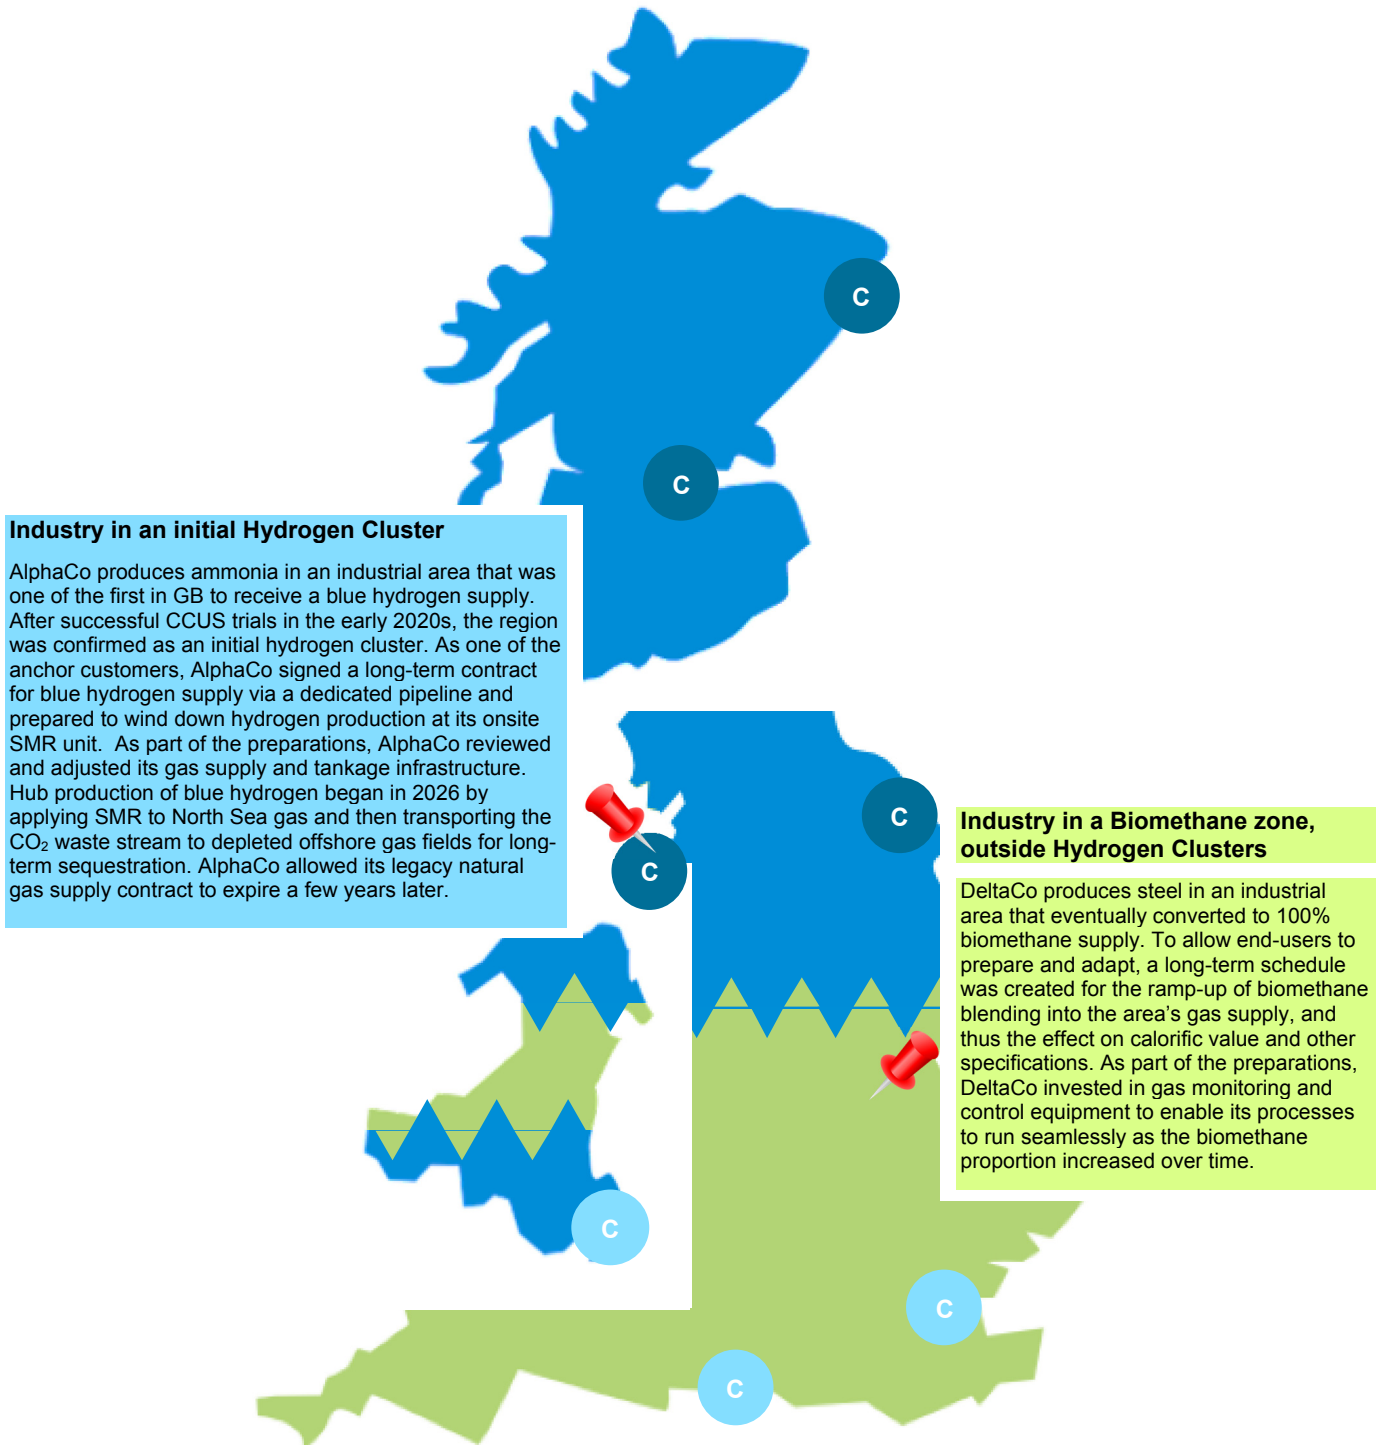 C
C
Industry in an initial Hydrogen Cluster
AlphaCo produces ammonia in an industrial area that was
one of the first in GB to receive a blue hydrogen supply.
After successful CCUS trials in the early 2020s, the region
was confirmed as an initial hydrogen cluster. As one of the
anchor customers, AlphaCo signed a long-term contract
for blue hydrogen supply via a dedicated pipeline and
prepared to wind down hydrogen production at its onsite
SMR unit.  As part of the preparations, AlphaCo reviewed
and adjusted its gas supply and tankage infrastructure.
Hub production of blue hydrogen began in 2026 by
applying SMR to North Sea gas and then transporting the
CO₂ waste stream to depleted offshore gas fields for long-
term sequestration. AlphaCo allowed its legacy natural
gas supply contract to expire a few years later.
C
C
Industry in a Biomethane zone,
outside Hydrogen Clusters
DeltaCo produces steel in an industrial
area that eventually converted to 100%
biomethane supply. To allow end-users to
prepare and adapt, a long-term schedule
was created for the ramp-up of biomethane
blending into the area's gas supply, and
thus the effect on calorific value and other
specifications. As part of the preparations,
DeltaCo invested in gas monitoring and
control equipment to enable its processes
to run seamlessly as the biomethane
proportion increased over time.
C
C
C